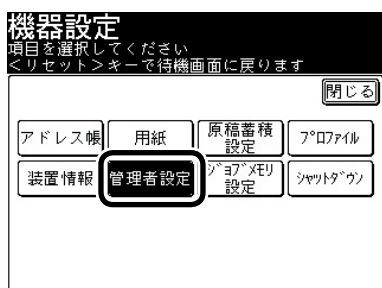 機器設定
項目を選択してください
<リセット>キーで待機画面に戻ります
閉じる
アドレス帳 用紙 原稿蓄積 ﾌﾟﾛﾌｧｲﾙ
設定
装置情報 管理者設定 ｼﾞｮﾌﾞﾒﾓﾘ ｼｬｯﾄﾀﾞｳﾝ
設定